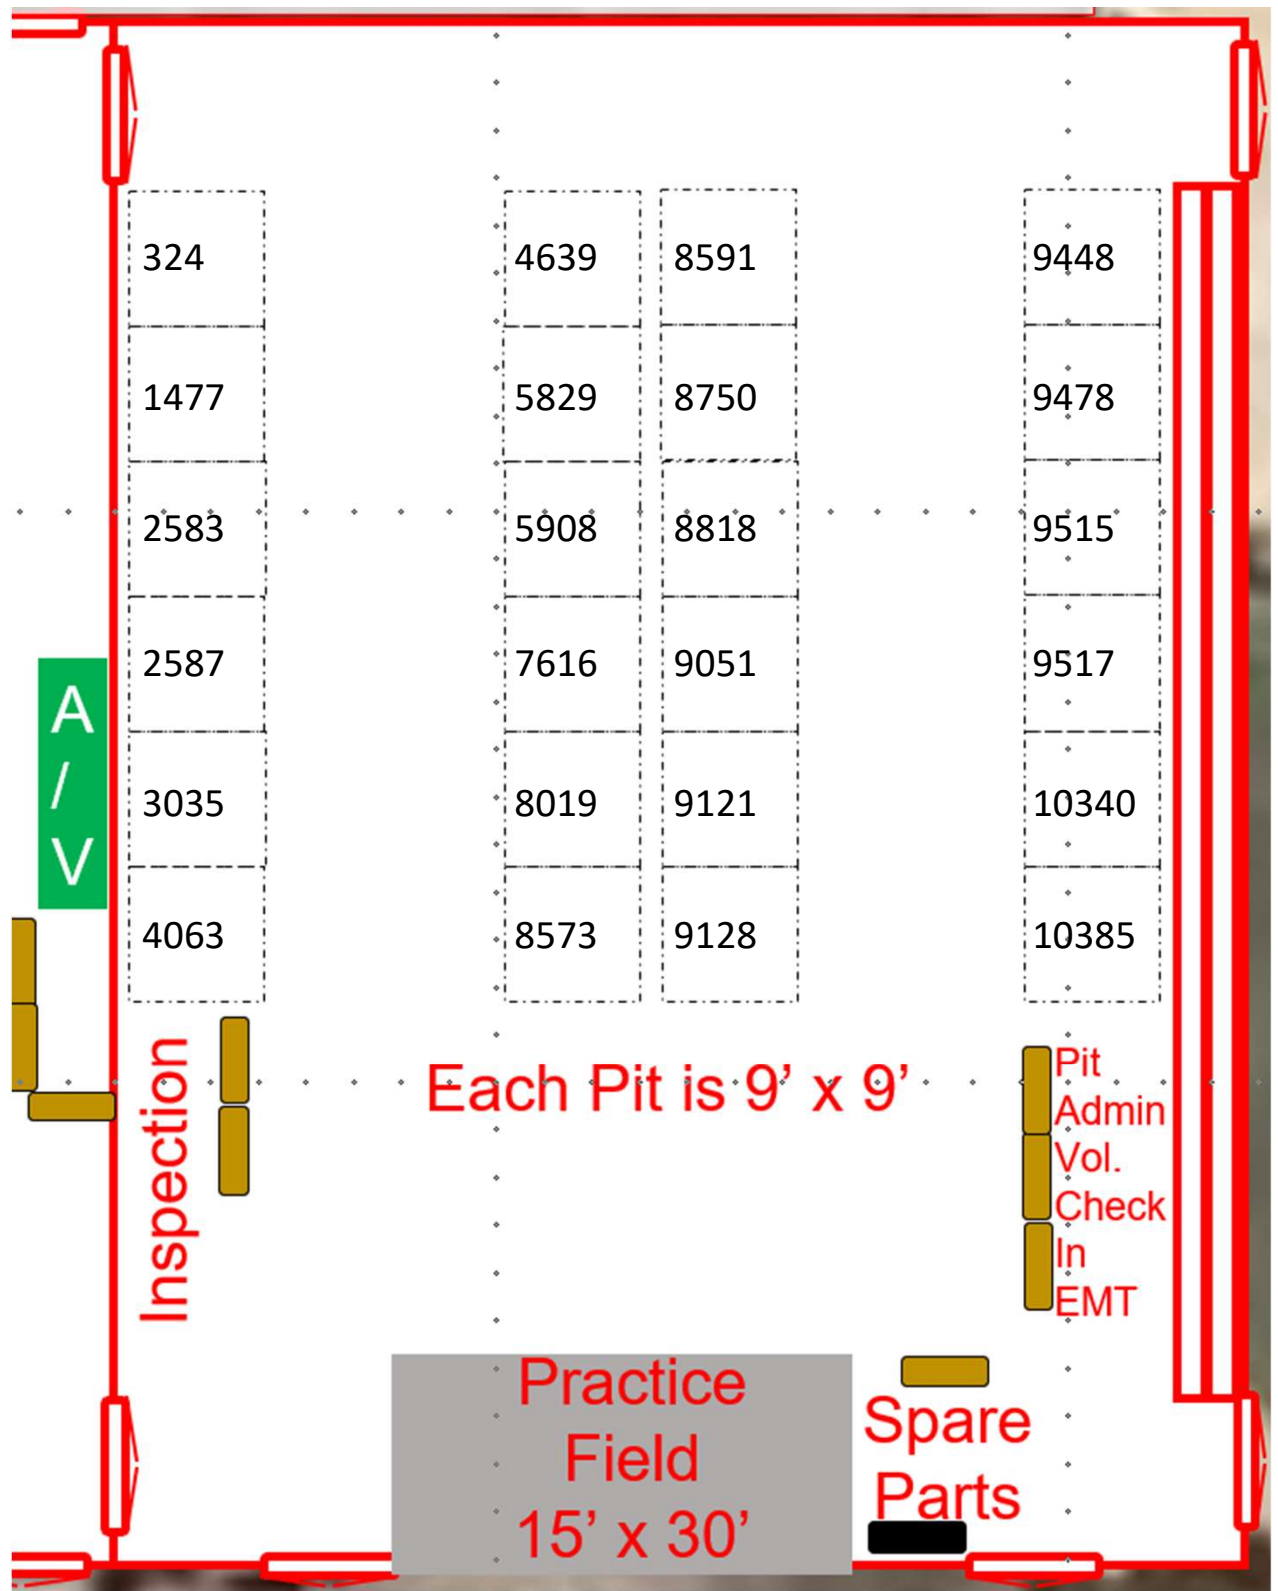 324
4639
8591
9448
1477
5829
8750
9478
2583
5908
8818
9515
2587
7616
9051
9517
3035
8019
9121
10340
4063
8573
9128
10385
A
/
V
Inspection
Each Pit is 9’ x 9’
Pit
Admin
Vol.
Check
In
EMT
Practice
Field
15’ x 30’
Spare
Parts